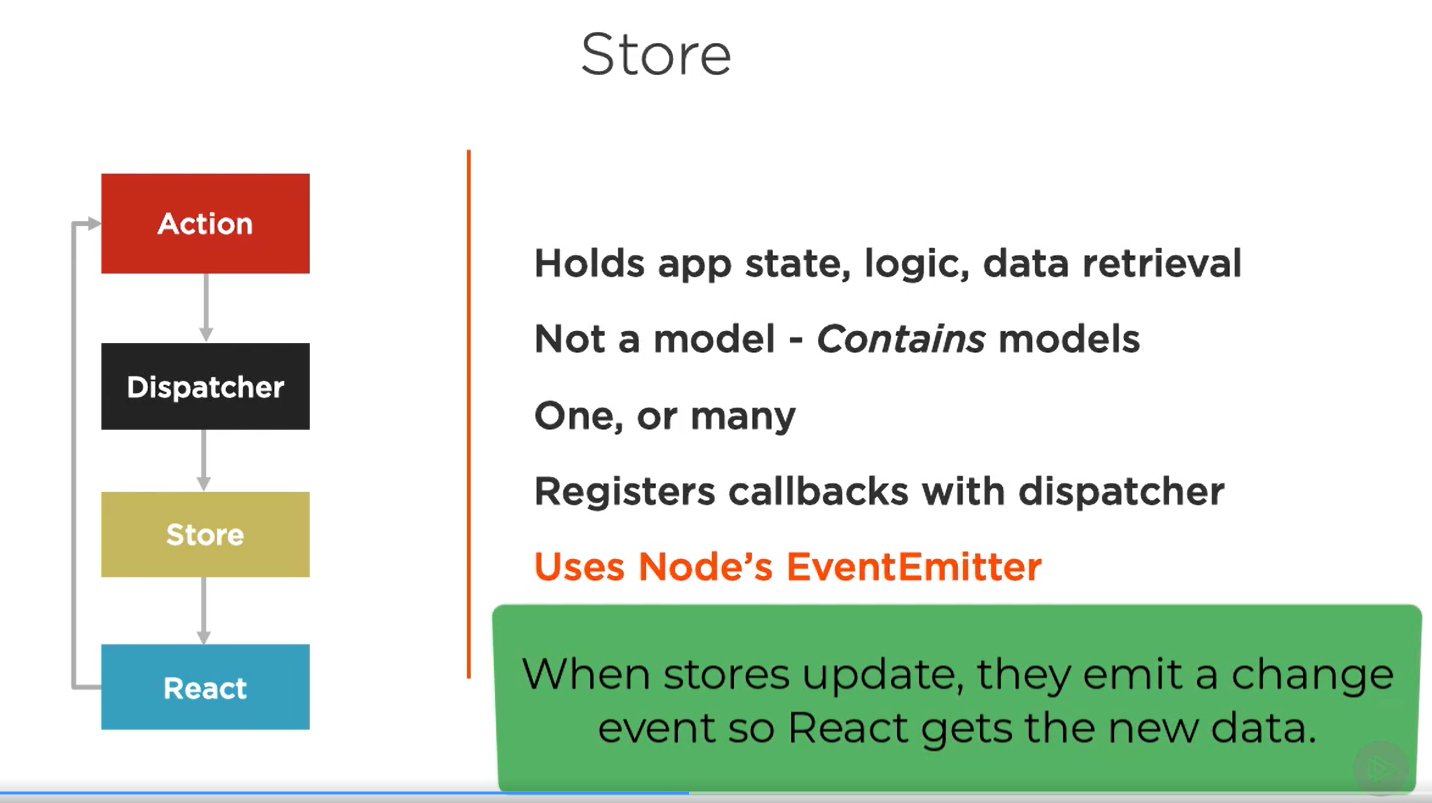 Store
Action
Dispatcher
Store
React
Holds app state, logic, data retrieval
Not a model - Contains models
One, or many
Registers callbacks with dispatcher
Uses Node’s EventEmitter
When stores update, they emit a change
event so React gets the new data.